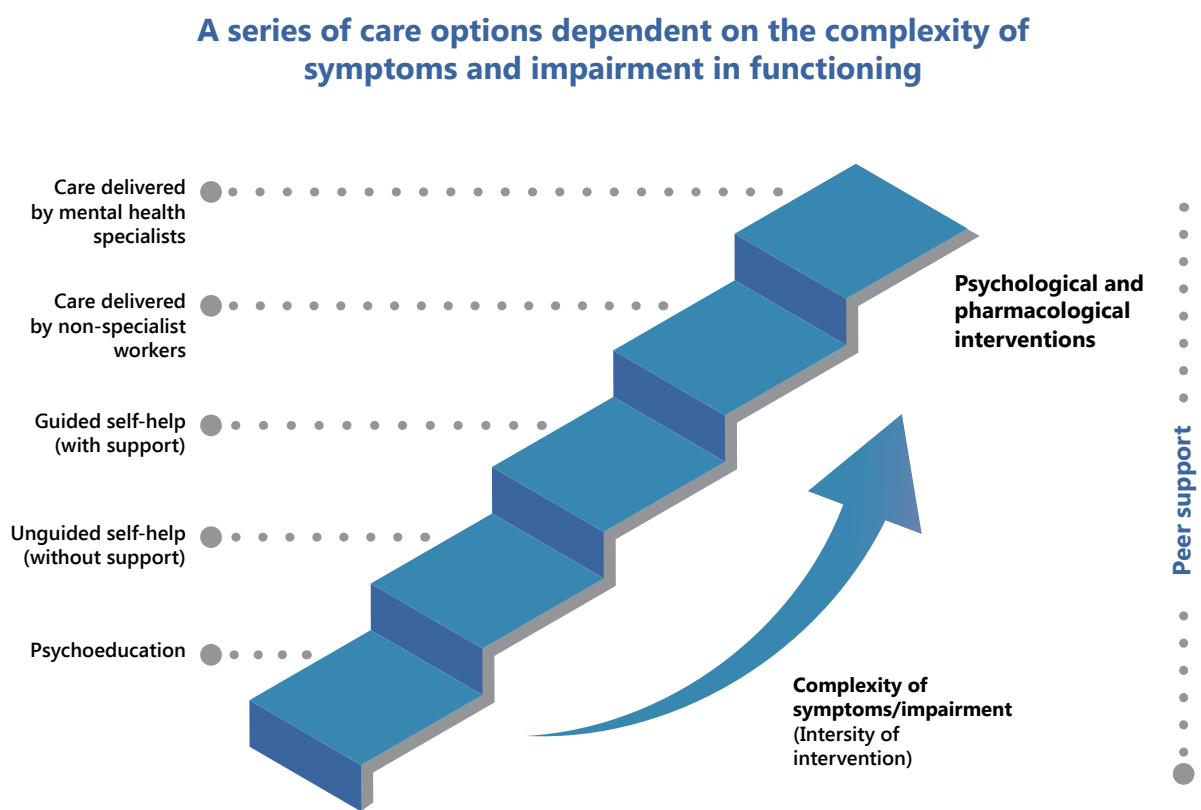 A series of care options dependent on the complexity of
symptoms and impairment in functioning
Care delivered
by mental health
specialists
Care delivered
by non-specialist
workers
Guided self-help
(with support)
Unguided self-help
(without support)
Psychoeducation
Psychological and
pharmacological
interventions
Complexity of
symptoms/impairment
(Intersity of
intervention)
Peer support